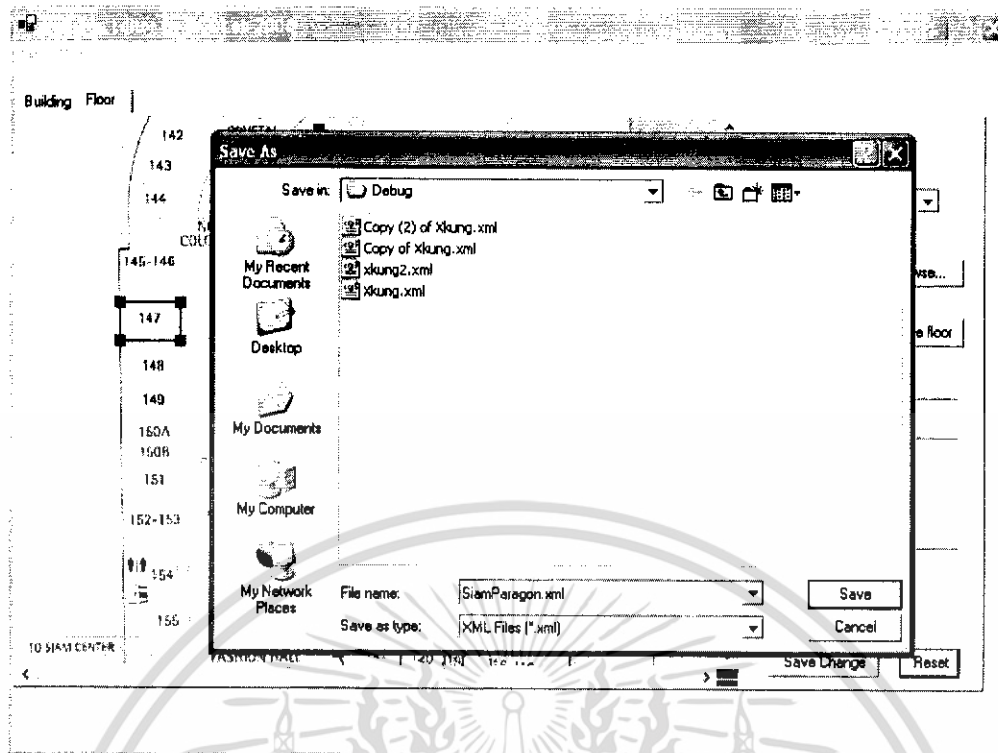 Building Floor
142
143
144
145-146
147
148
149
150A
150B
151
152-153
154
155
TO SIAM CENTER
Save As
Save in:
Debug
My Recent
Documents
Desktop
My Documents
My Computer
My Network
Places
Copy (2) of Xkung.xml
Copy of Xkung.xml
xkung2.xml
Xkung.xml
File name:
SiamParagon.xml
Save
Save as type:
XML Files (*.xml)
Cancel
FASHION HALL
Save Change
Reset